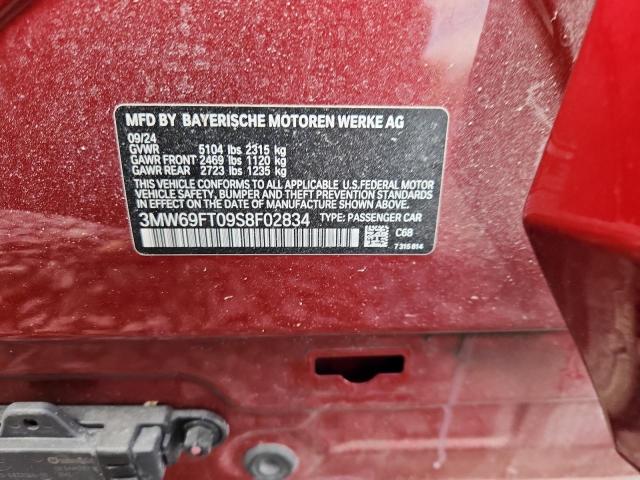 MFD BY BAYERISCHE MOTOREN WERKE AG
09/24
GVWR 5104 lbs 2315 kg
GAWR FRONT 2469 lbs 1120 kg
GAWR REAR 2723 lbs 1235 kg
THIS VEHICLE CONFORMS TO ALL APPLICABLE U.S.FEDERAL MOTOR
VEHICLE SAFETY, BUMPER, AND THEFT PREVENTION STANDARDS
IN EFFECT ON THE DATE OF MANUFACTURE SHOWN ABOVE.
3MW69FT09S8F02834 TYPE: PASSENGER CAR
C68
7 315 814